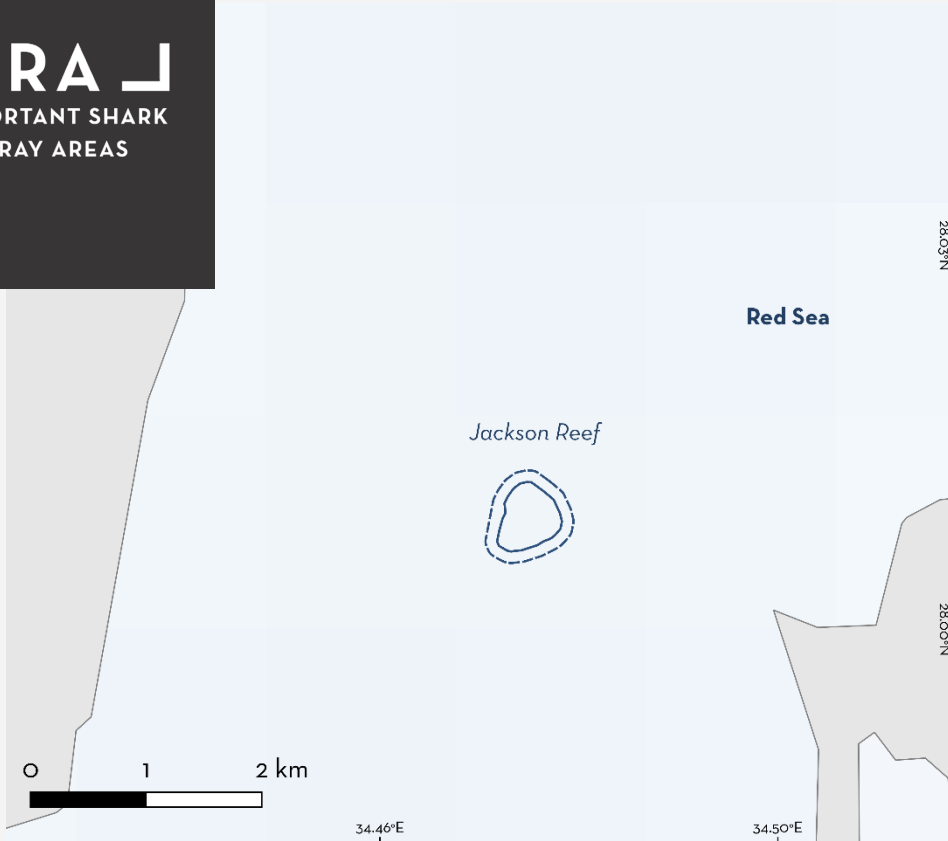 RA
ORTANT SHARK
RAY AREAS
28.03°N
Red Sea
Jackson Reef
28.00°N
0 1 2 km
34.46°E 34.50°E